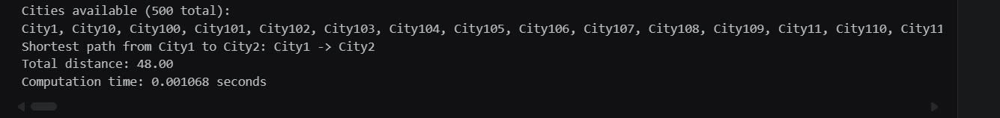 Cities available (500 total):
City1, City10, City100, City101, City102, City103, City104, City105, City106, City107, City108, City109, City11, City110, City11
Shortest path from City1 to City2: City1 -> City2
Total distance: 48.00
Computation time: 0.001068 seconds